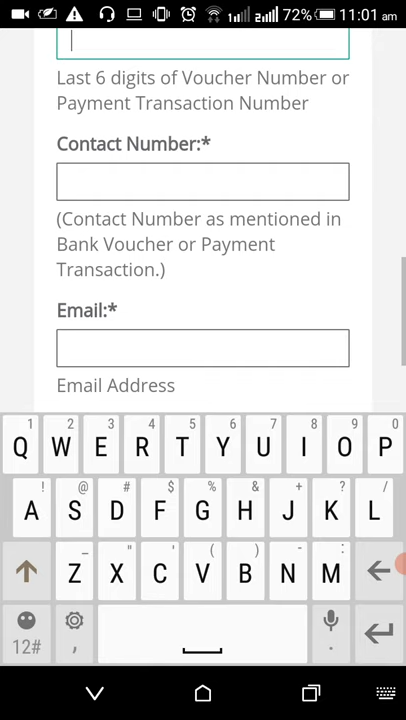 72% 11:01 am
Last 6 digits of Voucher Number or
Payment Transaction Number
Contact Number:*
(Contact Number as mentioned in
Bank Voucher or Payment
Transaction.)
Email:*
Email Address
1 2 3 4 5 6 7 8 9 0
Q W E R T Y U I O P
! @ # $ % & + ? /
A S D F G H J K L
_ " ' ( ) - :
Z X C V B N M
12# , .